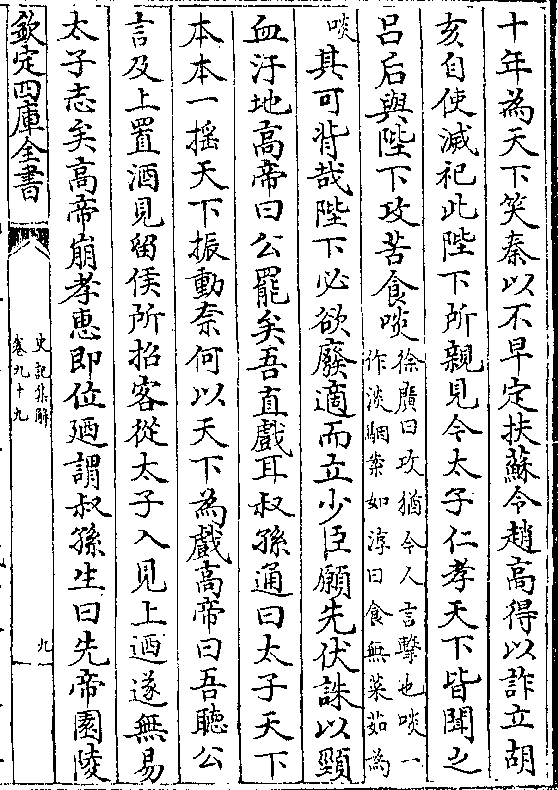 十年為天下笑秦以不早定扶蘇令趙高得以詐立胡
亥自使滅祀此陛下所親見今太子仁孝天下皆聞之
吕后與陛下攻苦食啖徐廣曰攻猶今人言擊也啖一
作淡駰案如淳曰食無菜茹為
啖其可背哉陛下必欲廢適而立少臣願先伏誅以頸
血汙地高帝曰公罷矣吾直戲耳叔孫通曰太子天下
本本一揺天下振動奈何以天下為戲高帝曰吾聽公
言及上置酒見留侯所招客從太子入見上迺遂無易
太子志矣高帝崩孝惠即位迺謂叔孫生曰先帝園陵
欽定四庫全書
史記集解
卷九十九
九